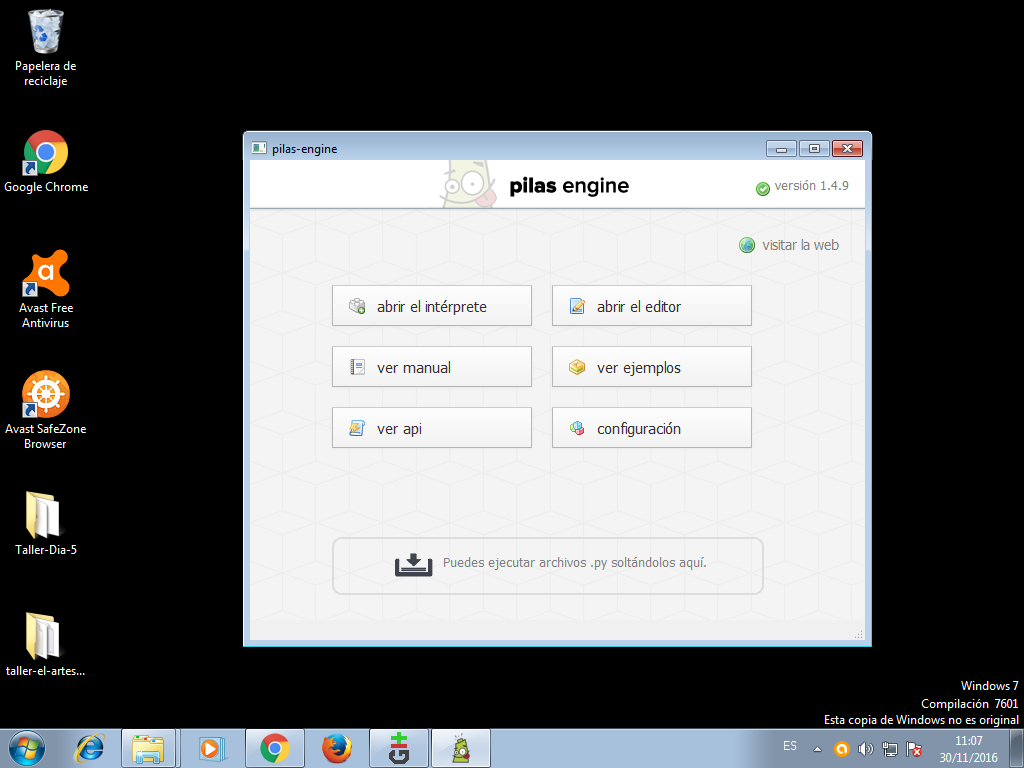 Papelera de
reciclaje
Google Chrome
Avast Free
Antivirus
Avast SafeZone
Browser
Taller-Dia-5
taller-el-artes...
pilas-engine
pilas engine
versión 1.4.9
visitar la web
abrir el intérprete
abrir el editor
ver manual
ver ejemplos
ver api
configuración
Puedes ejecutar archivos .py soltándolos aquí.
Windows 7
Compilación 7601
Esta copia de Windows no es original
ES
11:07
30/11/2016